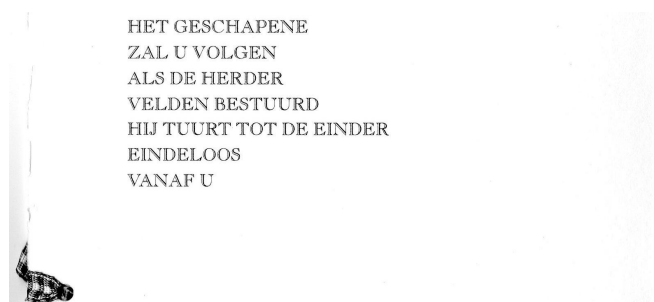 HET GESCHAPENE
ZAL U VOLGEN
ALS DE HERDER
VELDEN BESTUURD
HIJ TUURT TOT DE EINDER
EINDELOOS
VANAF U